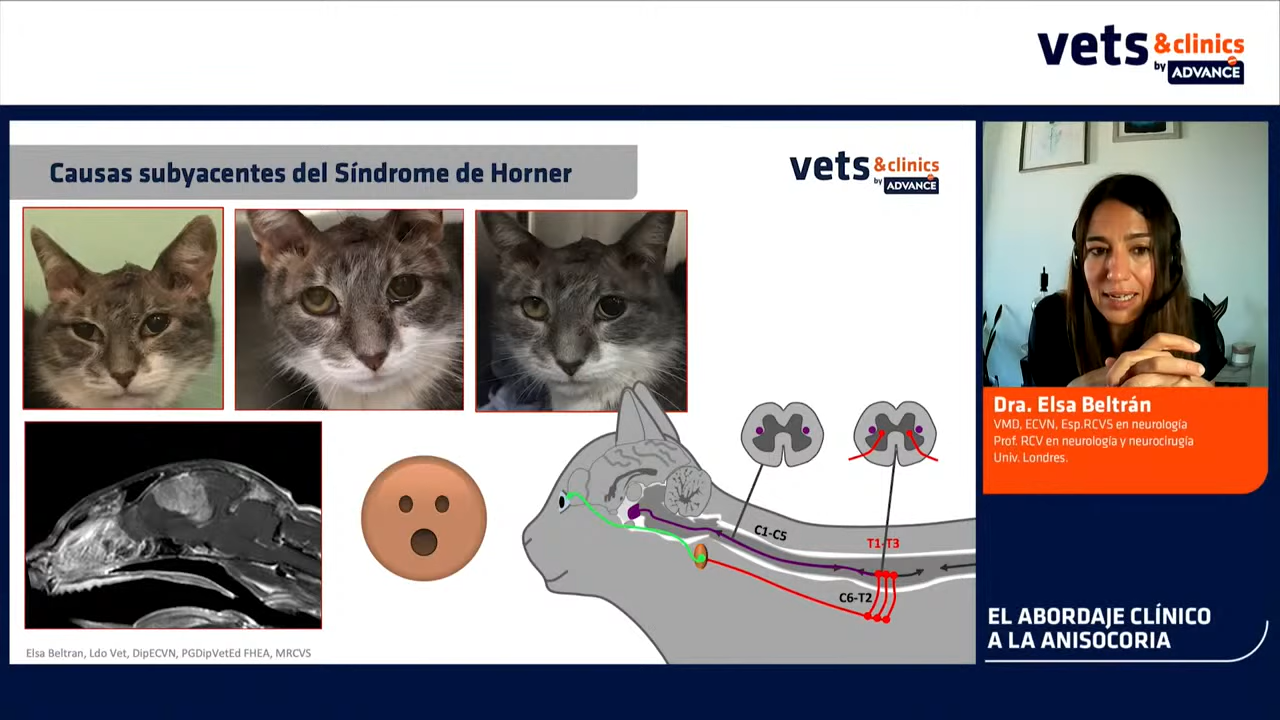 vets &clinics
by ADVANCE
Causas subyacentes del Síndrome de Horner
vets &clinics
by ADVANCE
C1-C5
T1-T3
C6-T2
Elsa Beltran, Ldo Vet, DipECVN, PGDipVetEd FHEA, MRCVS
Dra. Elsa Beltrán
VMD, ECVN, Esp.RCVS en neurología
Prof. RCV en neurología y neurocirugía
Univ. Londres.
EL ABORDAJE CLÍNICO
A LA ANISOCORIA